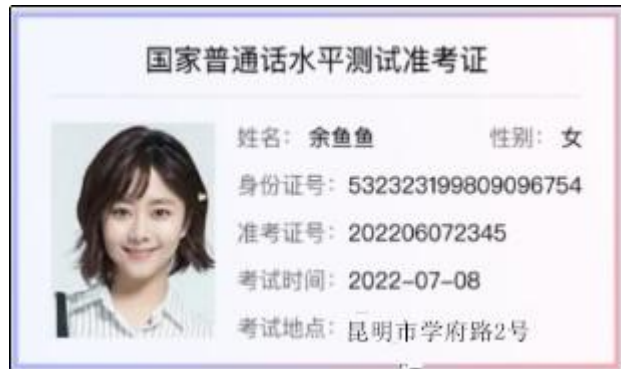 国家普通话水平测试准考证
姓名： 余鱼鱼 性别： 女
身份证号：532323199809096754
准考证号：202206072345
考试时间：2022-07-08
考试地点：昆明市学府路2号